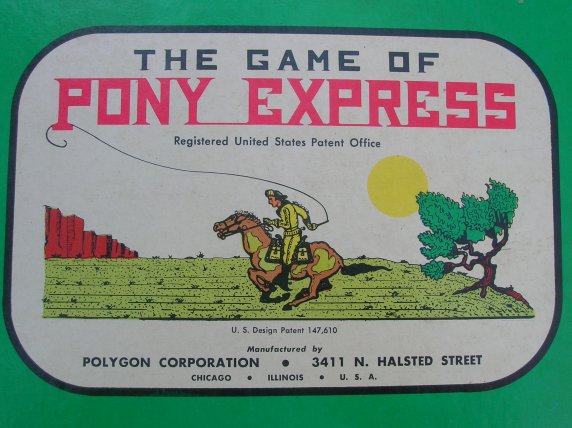 THE GAME OF
PONY EXPRESS
Registered United States Patent Office
U. S. Design Patent 147,610
Manufactured by
POLYGON CORPORATION • 3411 N. HALSTED STREET
CHICAGO • ILLINOIS • U. S. A.